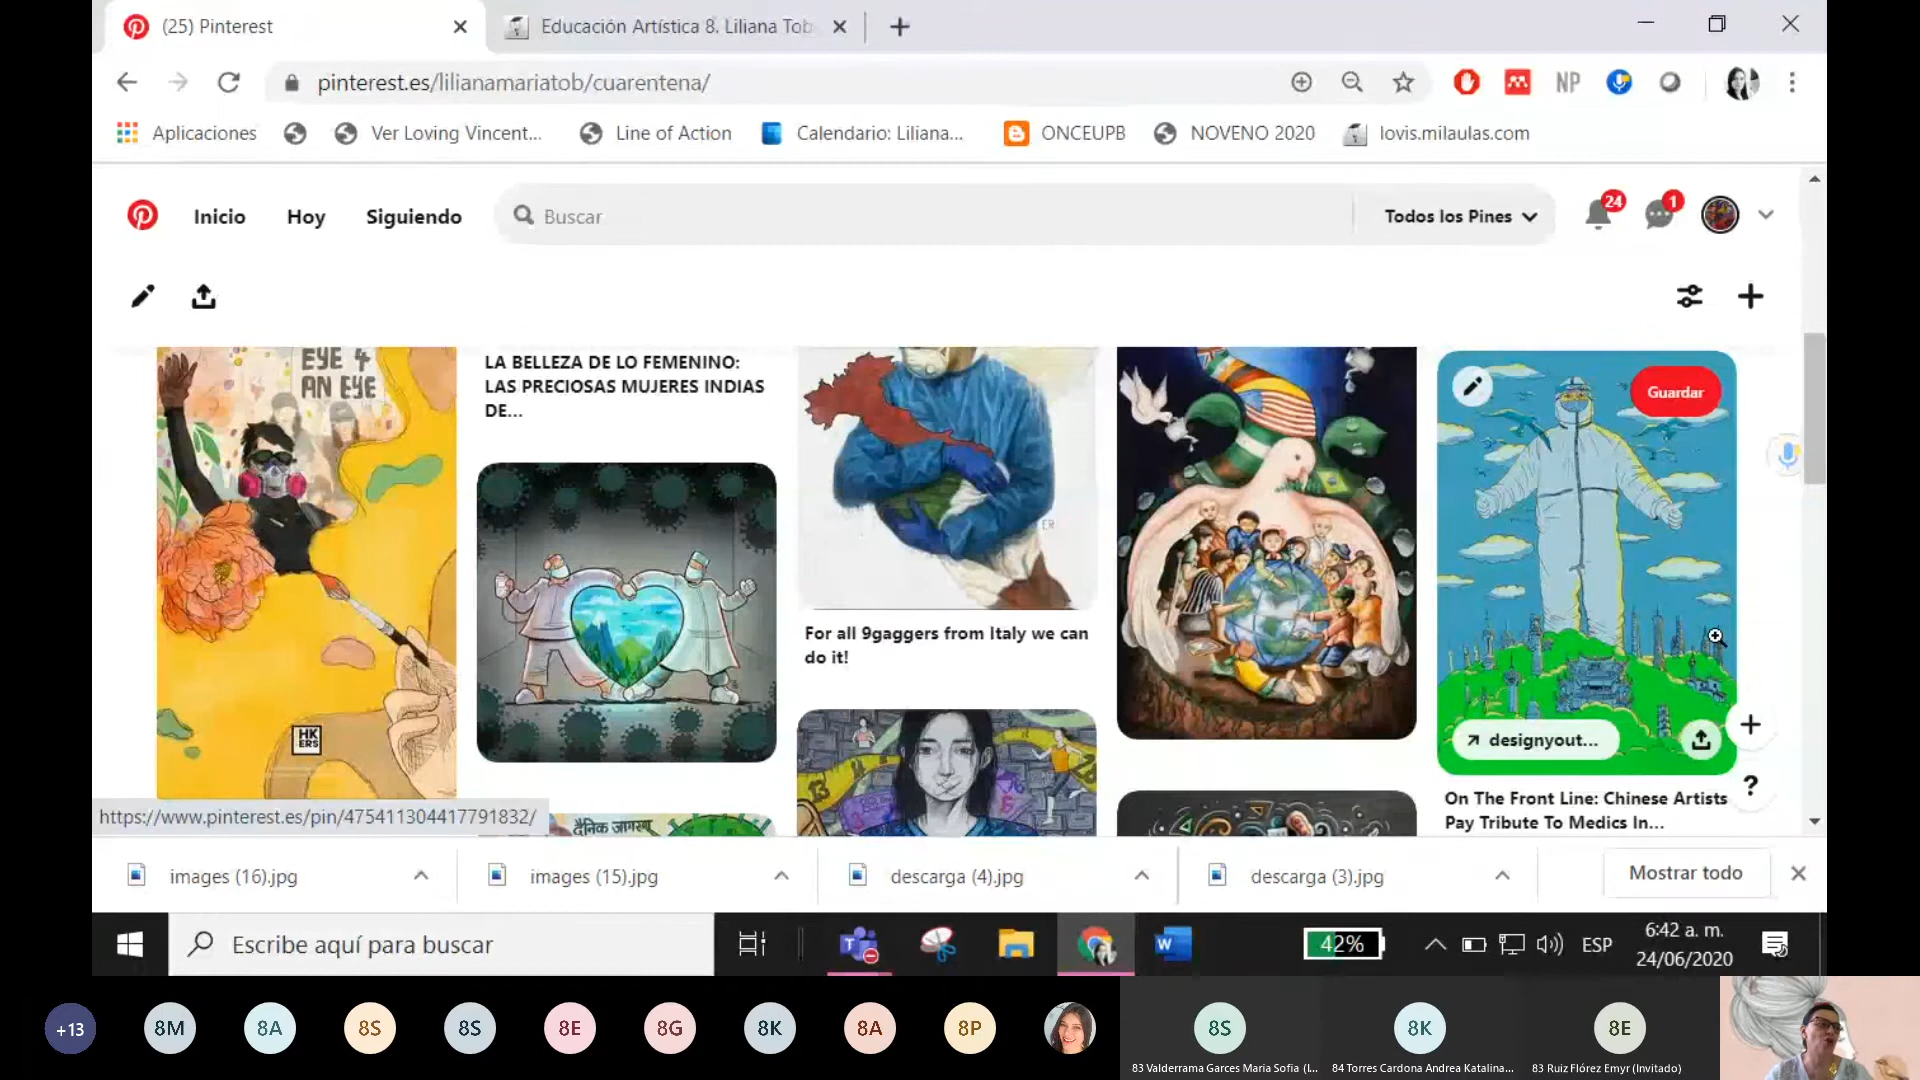 (25) Pinterest
Educación Artística 8. Liliana Tob
pinterest.es/lilianamariatob/cuarentena/
NP
Aplicaciones
Ver Loving Vincent...
Line of Action
Calendario: Liliana...
ONCEUPB
NOVENO 2020
lovis.milaulas.com
Inicio
Hoy
Siguiendo
Buscar
Todos los Pines
24
1
EYE 4
AN EYE
HK
ERS
LA BELLEZA DE LO FEMENINO:
LAS PRECIOSAS MUJERES INDIAS
DE...
दैनिक जागरण
For all 9gaggers from Italy we can
do it!
Guardar
designyout...
On The Front Line: Chinese Artists
Pay Tribute To Medics In...
?
https://www.pinterest.es/pin/475411304417791832/
images (16).jpg
images (15).jpg
descarga (4).jpg
descarga (3).jpg
Mostrar todo
Escribe aquí para buscar
42%
ESP
6:42 a. m.
24/06/2020
+13
8M
8A
8S
8S
8E
8G
8K
8A
8P
8S
83 Valderrama Garces Maria Sofia (I...
8K
84 Torres Cardona Andrea Katalina...
8E
83 Ruiz Flórez Emyr (Invitado)